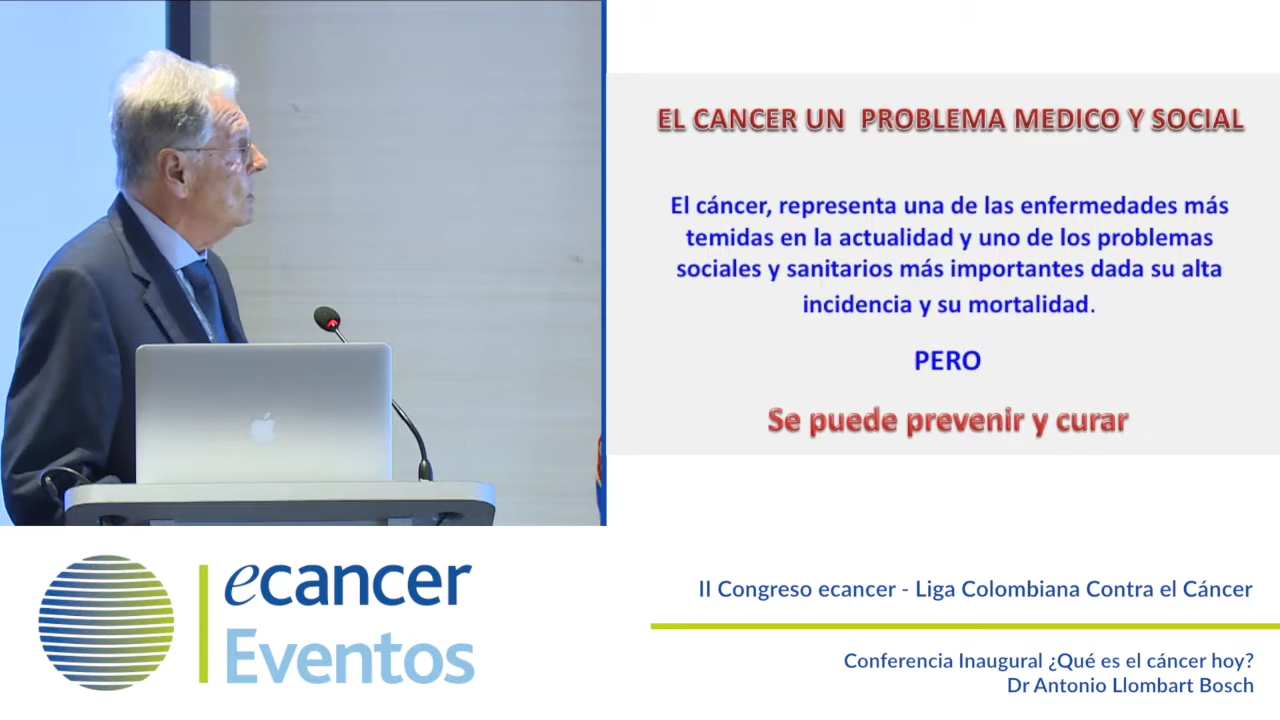 EL CANCER UN PROBLEMA MEDICO Y SOCIAL
El cáncer, representa una de las enfermedades más
temidas en la actualidad y uno de los problemas
sociales y sanitarios más importantes dada su alta
incidencia y su mortalidad.
PERO
Se puede prevenir y curar
ecancer
Eventos
II Congreso ecancer - Liga Colombiana Contra el Cáncer
Conferencia Inaugural ¿Qué es el cáncer hoy?
Dr Antonio Llombart Bosch